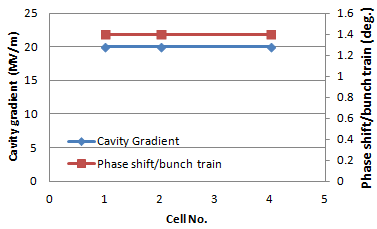 25
20
15
10
5
0
Cavity gradient (MV/m)
1.6
1.4
1.2
1
0.8
0.6
0.4
0.2
0
Phase shift/bunch train (deg.)
Cavity Gradient
Phase shift/bunch train
0 1 2 3 4 5
Cell No.